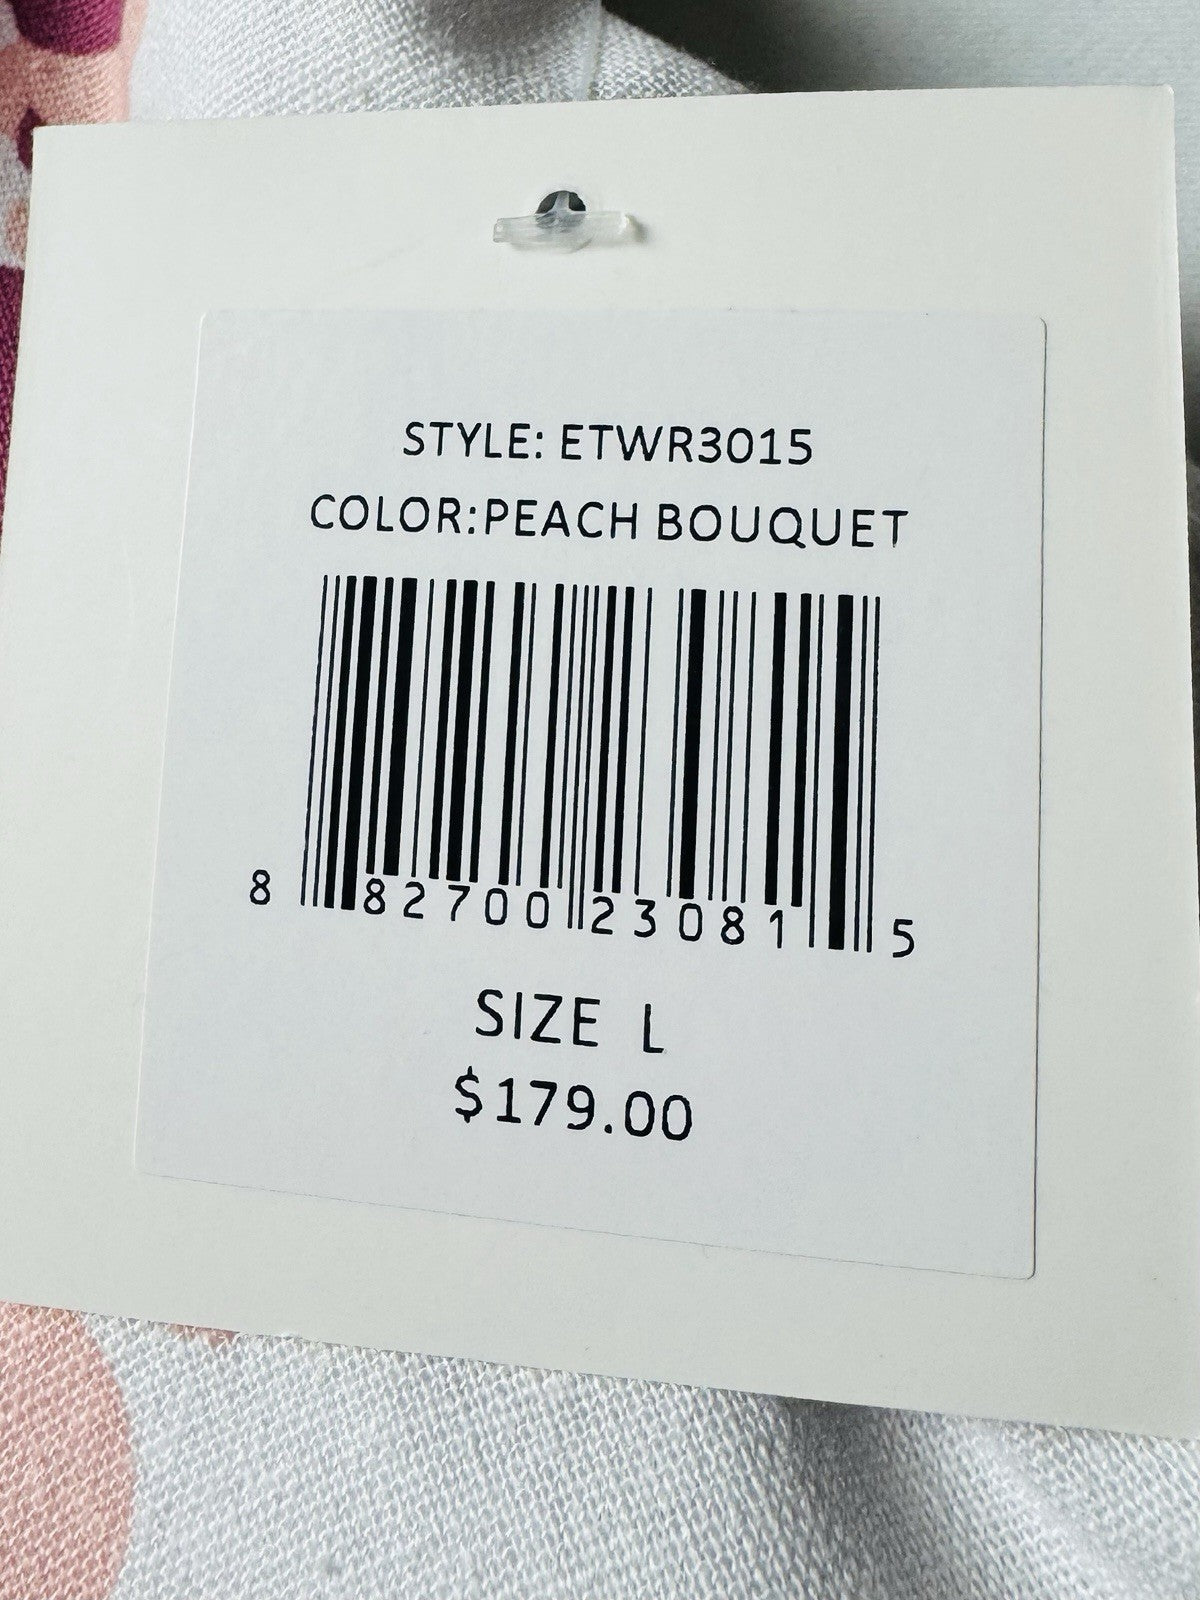 STYLE: ETWR3015
COLOR:PEACH BOUQUET
8 82700 23081 5
SIZE L
$179.00